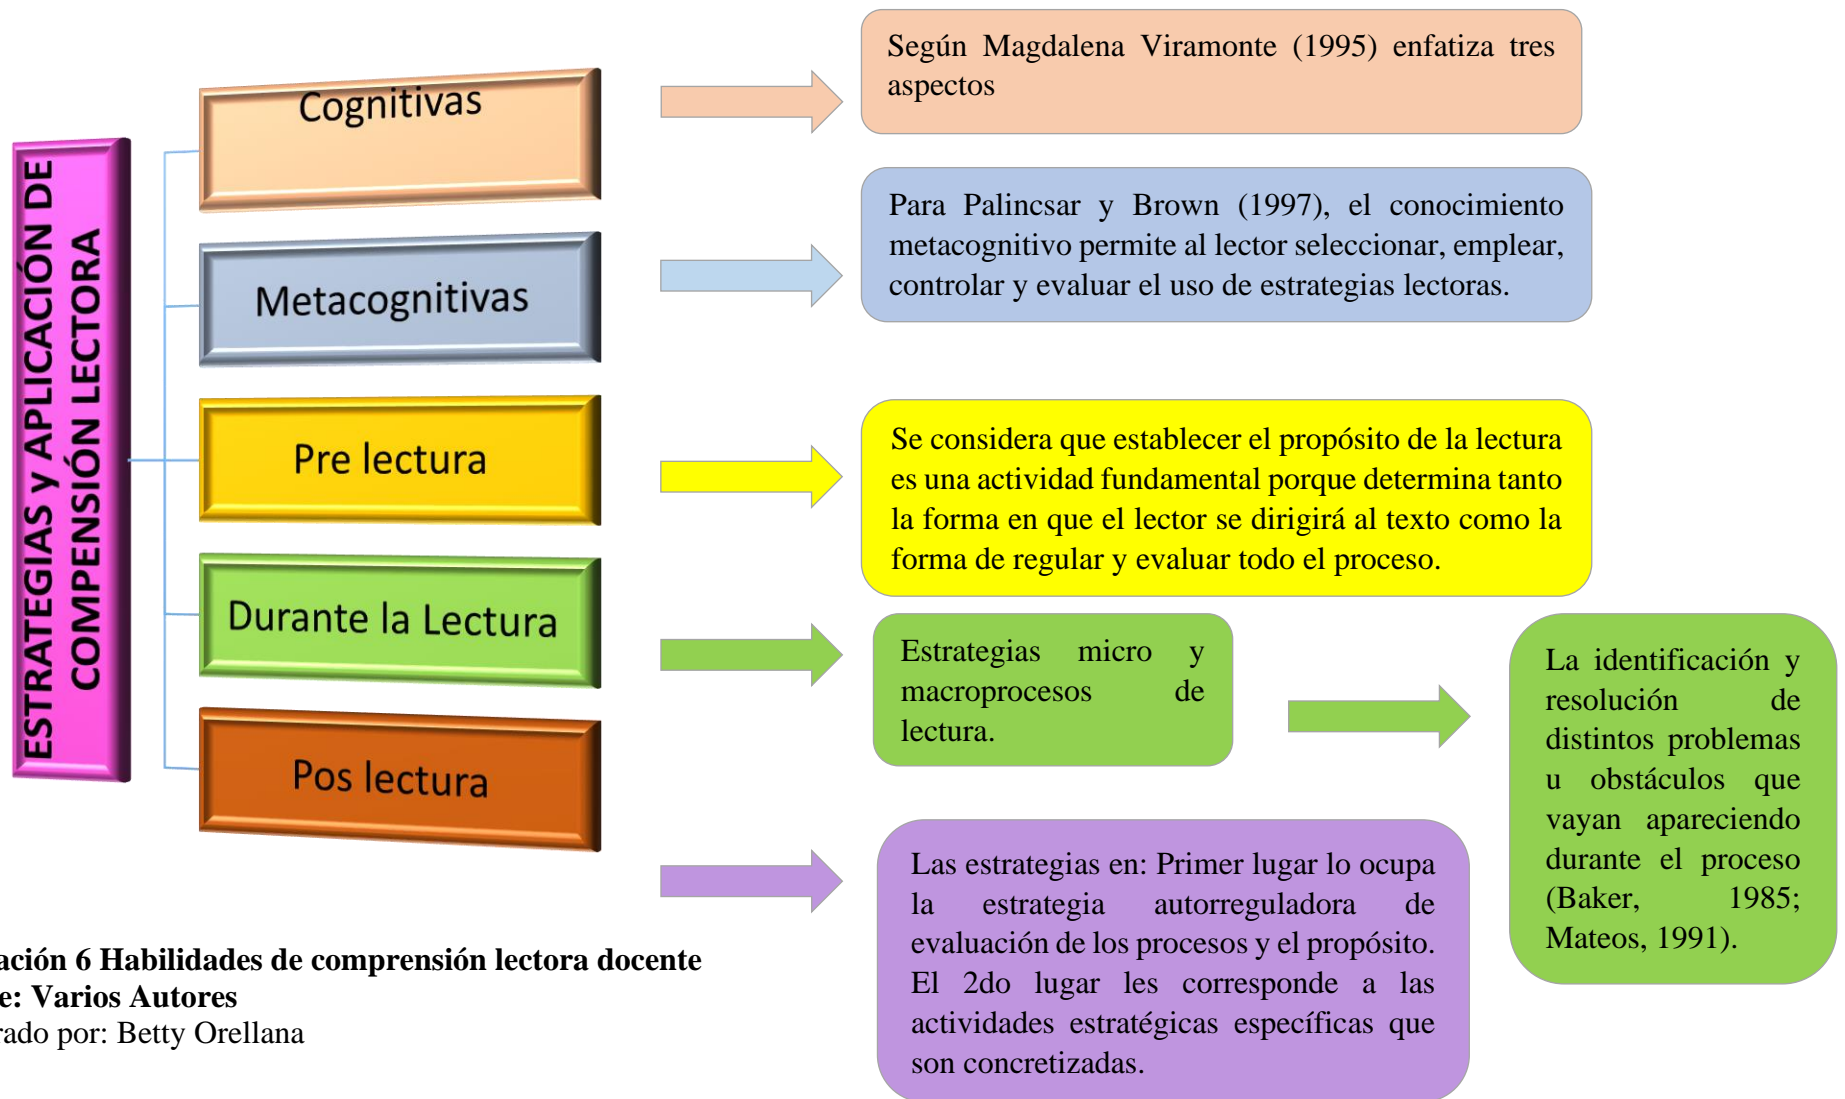 ESTRATEGIAS y APLICACIÓN DE
COMPENSIÓN LECTORA
Cognitivas
Según Magdalena Viramonte (1995) enfatiza tres
aspectos
Metacognitivas
Para Palincsar y Brown (1997), el conocimiento
metacognitivo permite al lector seleccionar, emplear,
controlar y evaluar el uso de estrategias lectoras.
Pre lectura
Se considera que establecer el propósito de la lectura
es una actividad fundamental porque determina tanto
la forma en que el lector se dirigirá al texto como la
forma de regular y evaluar todo el proceso.
Durante la Lectura
Estrategias micro y
macroprocesos de
lectura.
La identificación y
resolución de
distintos problemas
u obstáculos que
vayan apareciendo
durante el proceso
(Baker, 1985;
Mateos, 1991).
Pos lectura
Las estrategias en: Primer lugar lo ocupa
la estrategia autorreguladora de
evaluación de los procesos y el propósito.
El 2do lugar les corresponde a las
actividades estratégicas específicas que
son concretizadas.
ación 6 Habilidades de comprensión lectora docente
e: Varios Autores
rado por: Betty Orellana